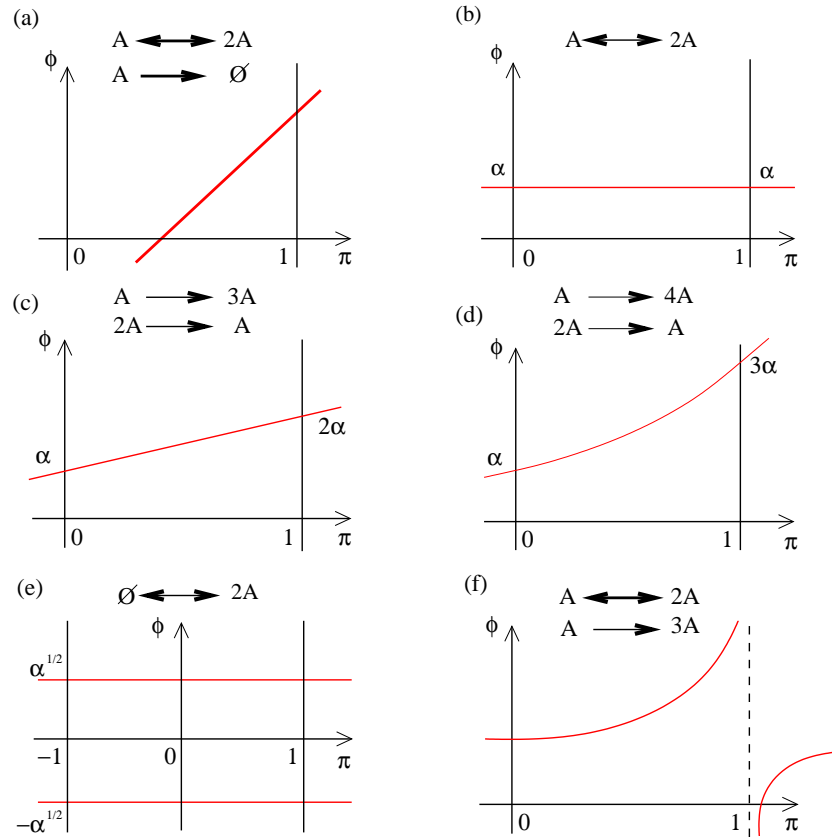 (a)
A 2A
A Ø
ϕ
0 1 π
(b)
A 2A
ϕ
α α
0 1 π
(c)
A 3A
2A A
ϕ
α 2α
0 1 π
(d)
A 4A
2A A
ϕ
3α
α
0 1 π
(e)
Ø 2A
ϕ
α^1/2
−1 0 1 π
−α^1/2
(f)
A 2A
A 3A
ϕ
0 1 π